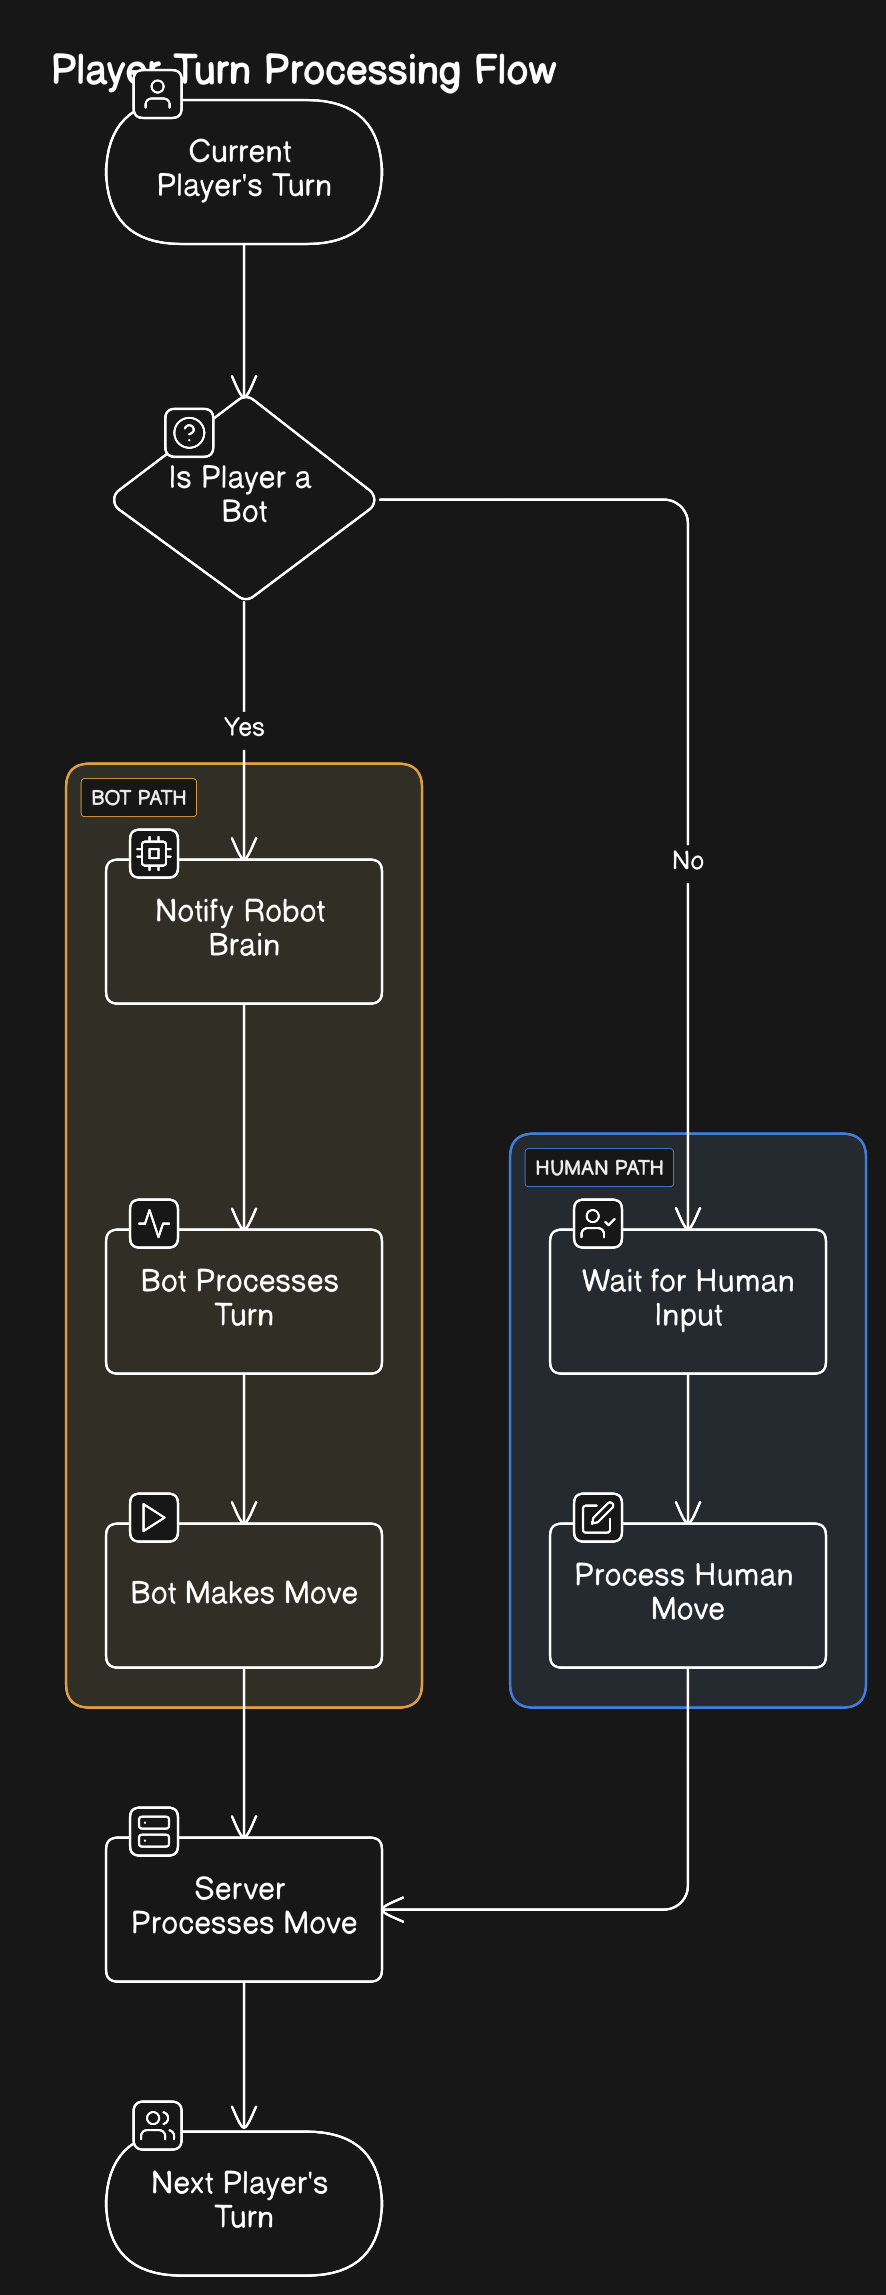 Player Turn Processing Flow
Current
Player's Turn
Is Player a
Bot
Yes
BOT PATH
Notify Robot
Brain
No
HUMAN PATH
Bot Processes
Turn
Wait for Human
Input
Bot Makes Move
Process Human
Move
Server
Processes Move
Next Player's
Turn